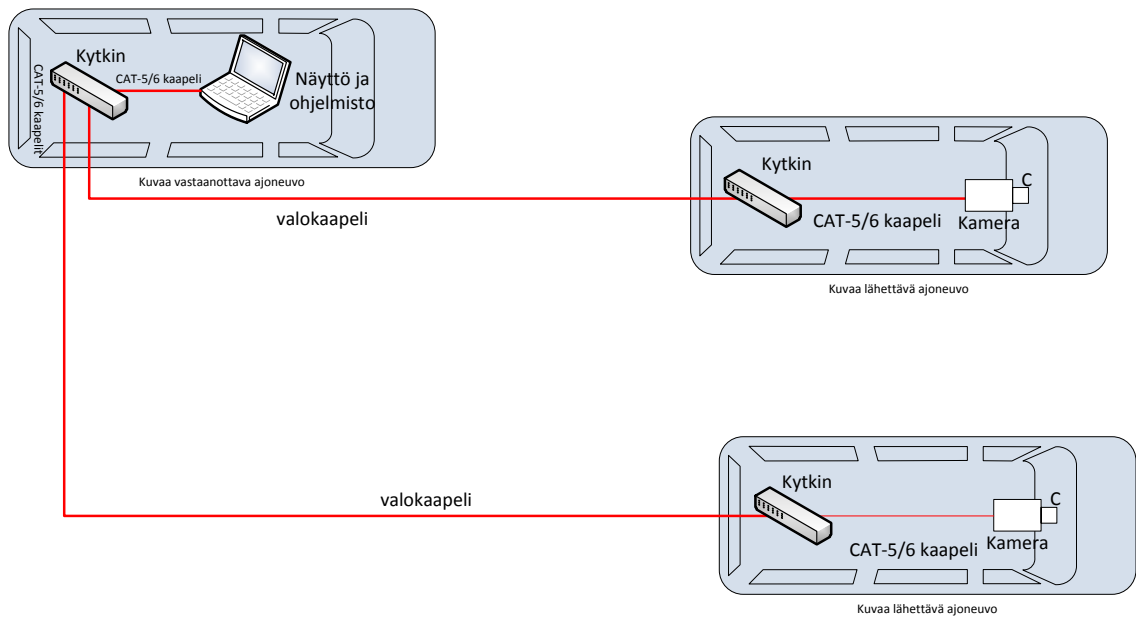 Kytkin
CAT-5/6 kaapeli
Näyttö ja
ohjelmisto
CAT-5/6 kaapelit
Kuvaa vastaanottava ajoneuvo
valokaapeli
Kytkin
C
CAT-5/6 kaapeli
Kamera
Kuvaa lähettävä ajoneuvo
valokaapeli
Kytkin
C
CAT-5/6 kaapeli
Kamera
Kuvaa lähettävä ajoneuvo